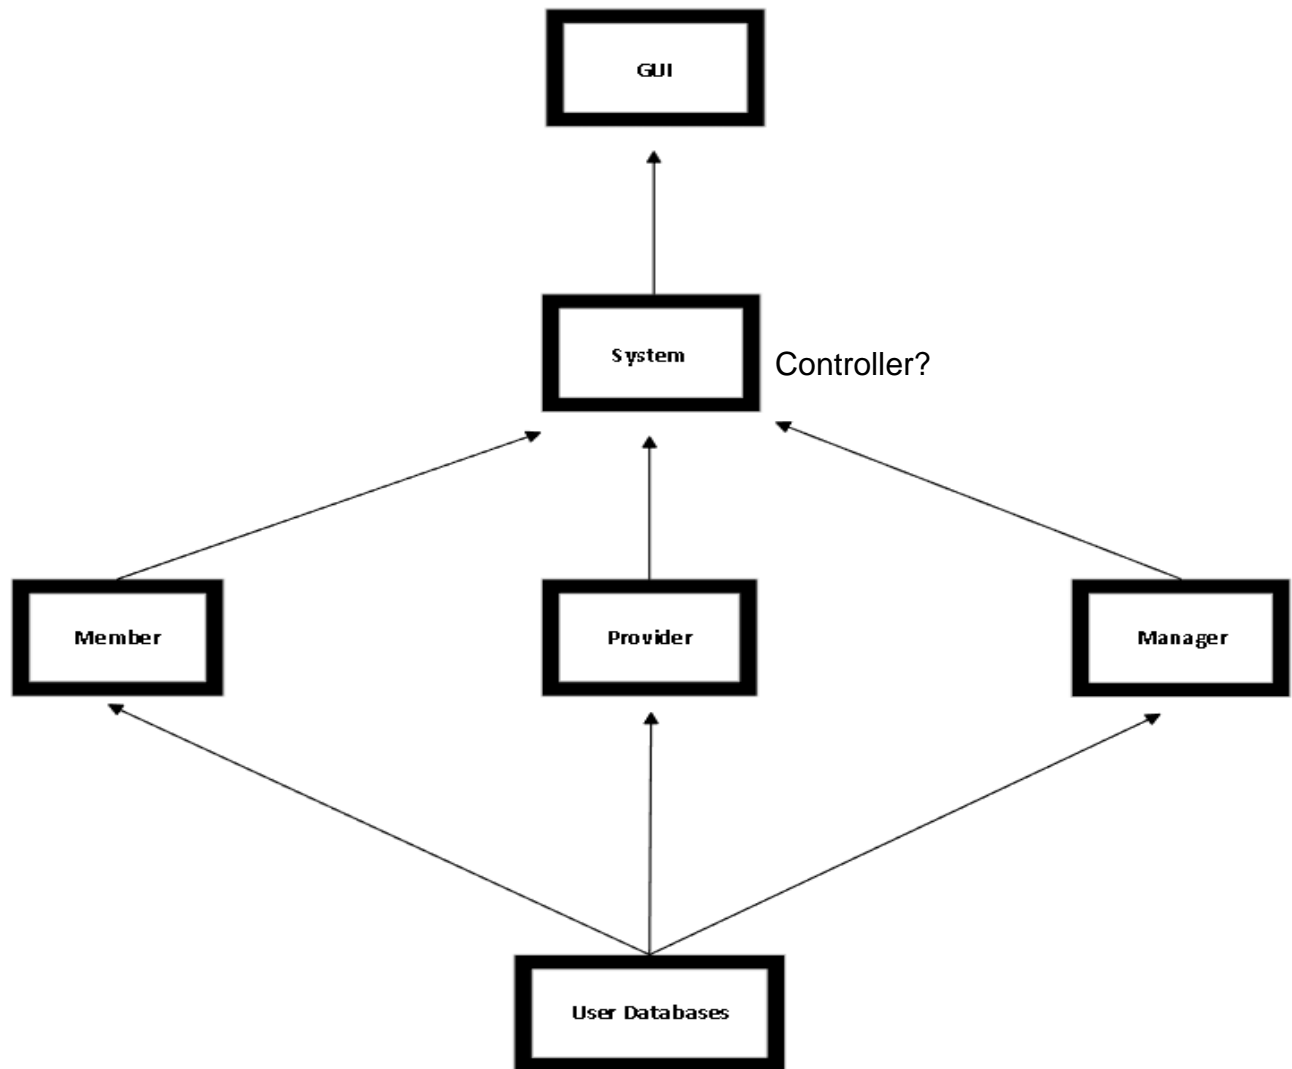 GUI
System
Controller?
Member
Provider
Manager
User Databases